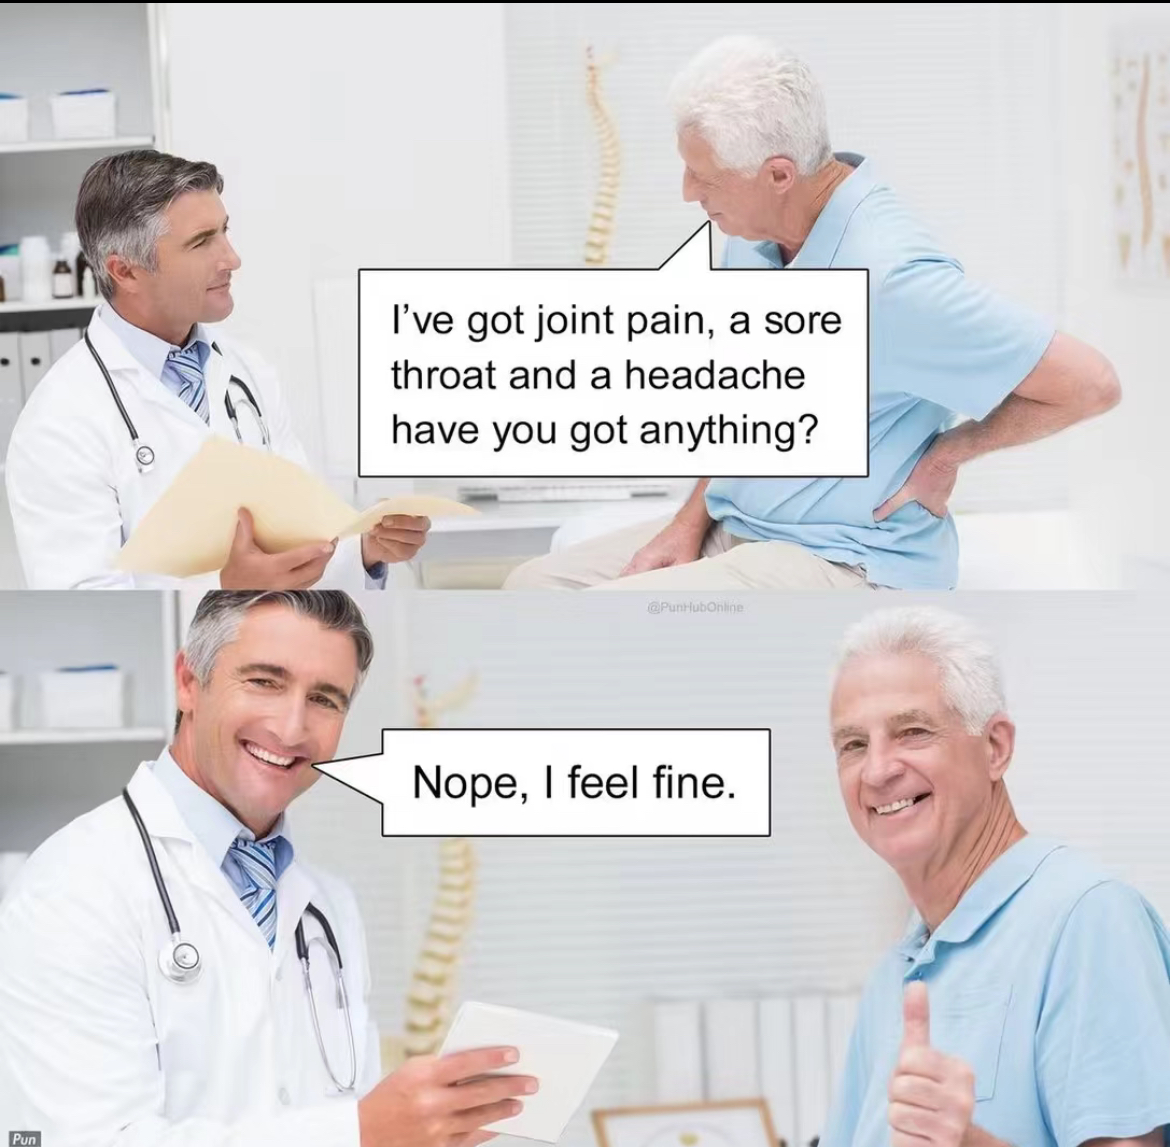 I’ve got joint pain, a sore
throat and a headache
have you got anything?
@PunHubOnline
Nope, I feel fine.
Pun